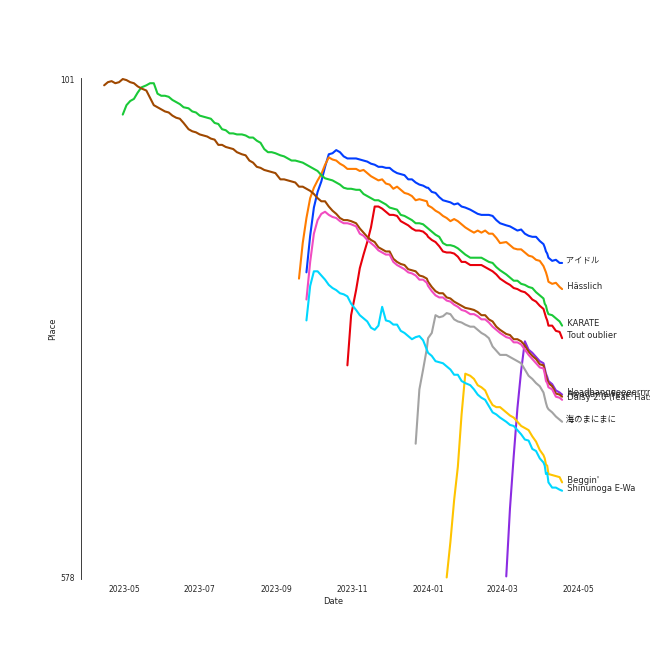 101
アイドル
Hässlich
KARATE
Tout oublier
Place
Headbangeeeeerrrrr
Daisy 2.0 (feat. Hat
海のまにまに
Beggin'
Shinunoga E-Wa
578
2023-05 2023-07 2023-09 2023-11 2024-01 2024-03 2024-05
Date